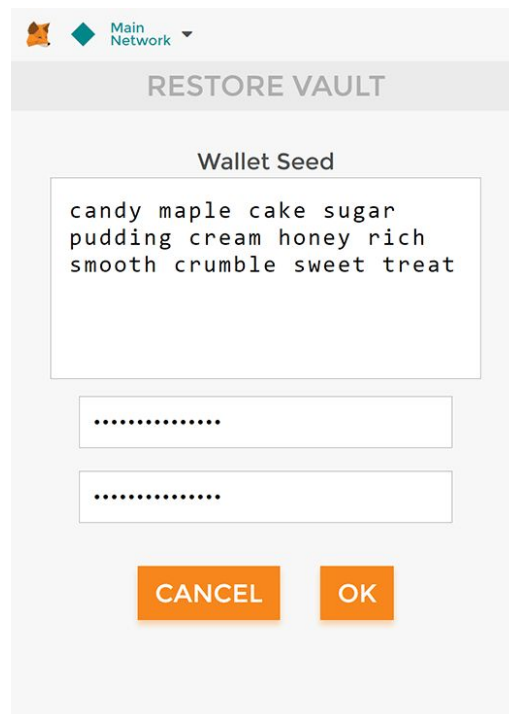 Main
Network
RESTORE VAULT
Wallet Seed
candy maple cake sugar
pudding cream honey rich
smooth crumble sweet treat
•••••••••••••••
•••••••••••••••
CANCEL OK